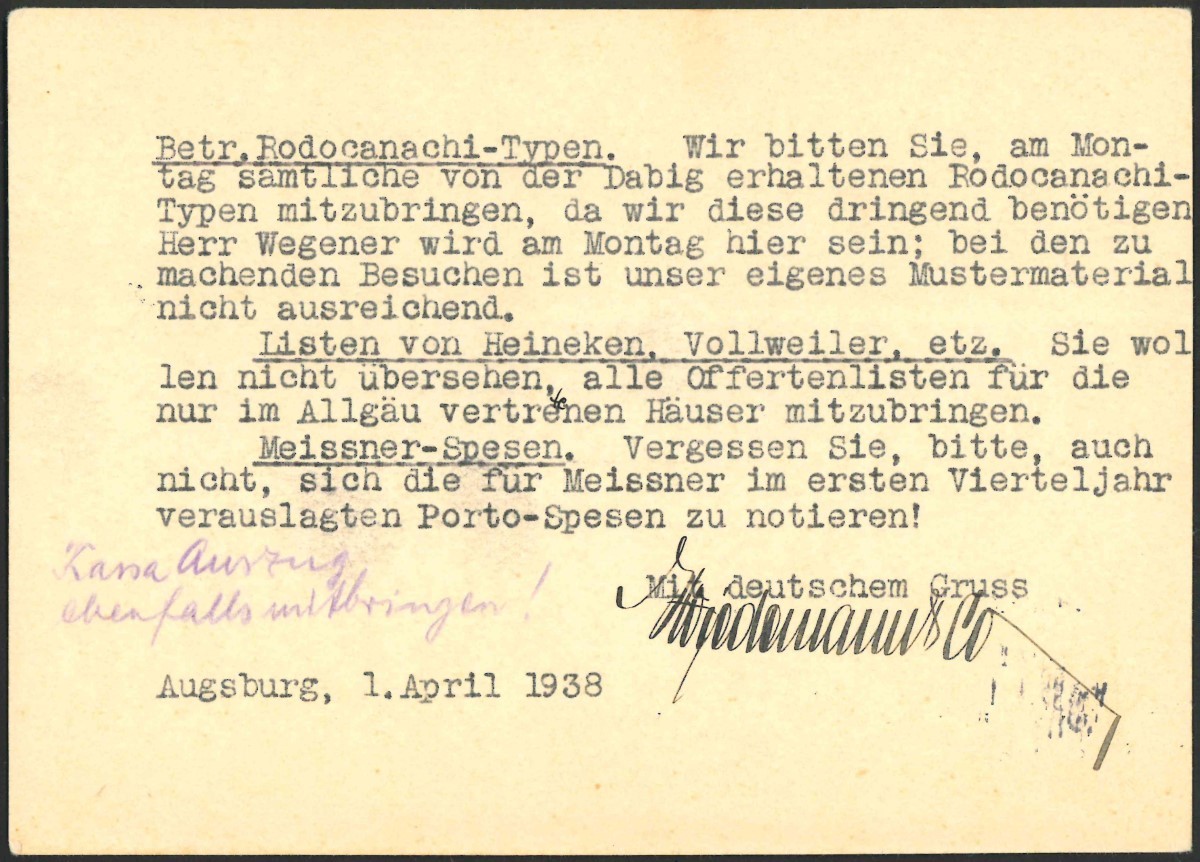 Betr. Rodocanachi-Typen. Wir bitten Sie, am Mon-
tag sämtliche von der Dabig erhaltenen Rodocanachi-
Typen mitzubringen, da wir diese dringend benötigen
Herr Wegener wird am Montag hier sein; bei den zu
machenden Besuchen ist unser eigenes Mustermaterial
nicht ausreichend.
Listen von Heineken, Vollweiler, etz. Sie wol
len nicht übersehen, alle Offertenlisten für die
nur im Allgäu vertretenen Häuser mitzubringen.
Meissner-Spesen. Vergessen Sie, bitte, auch
nicht, sich die für Meissner im ersten Vierteljahr
verauslagten Porto-Spesen zu notieren!
Kassa Auszug
ebenfalls mitbringen!
Mit deutschem Gruss
& Co
Augsburg, 1. April 1938